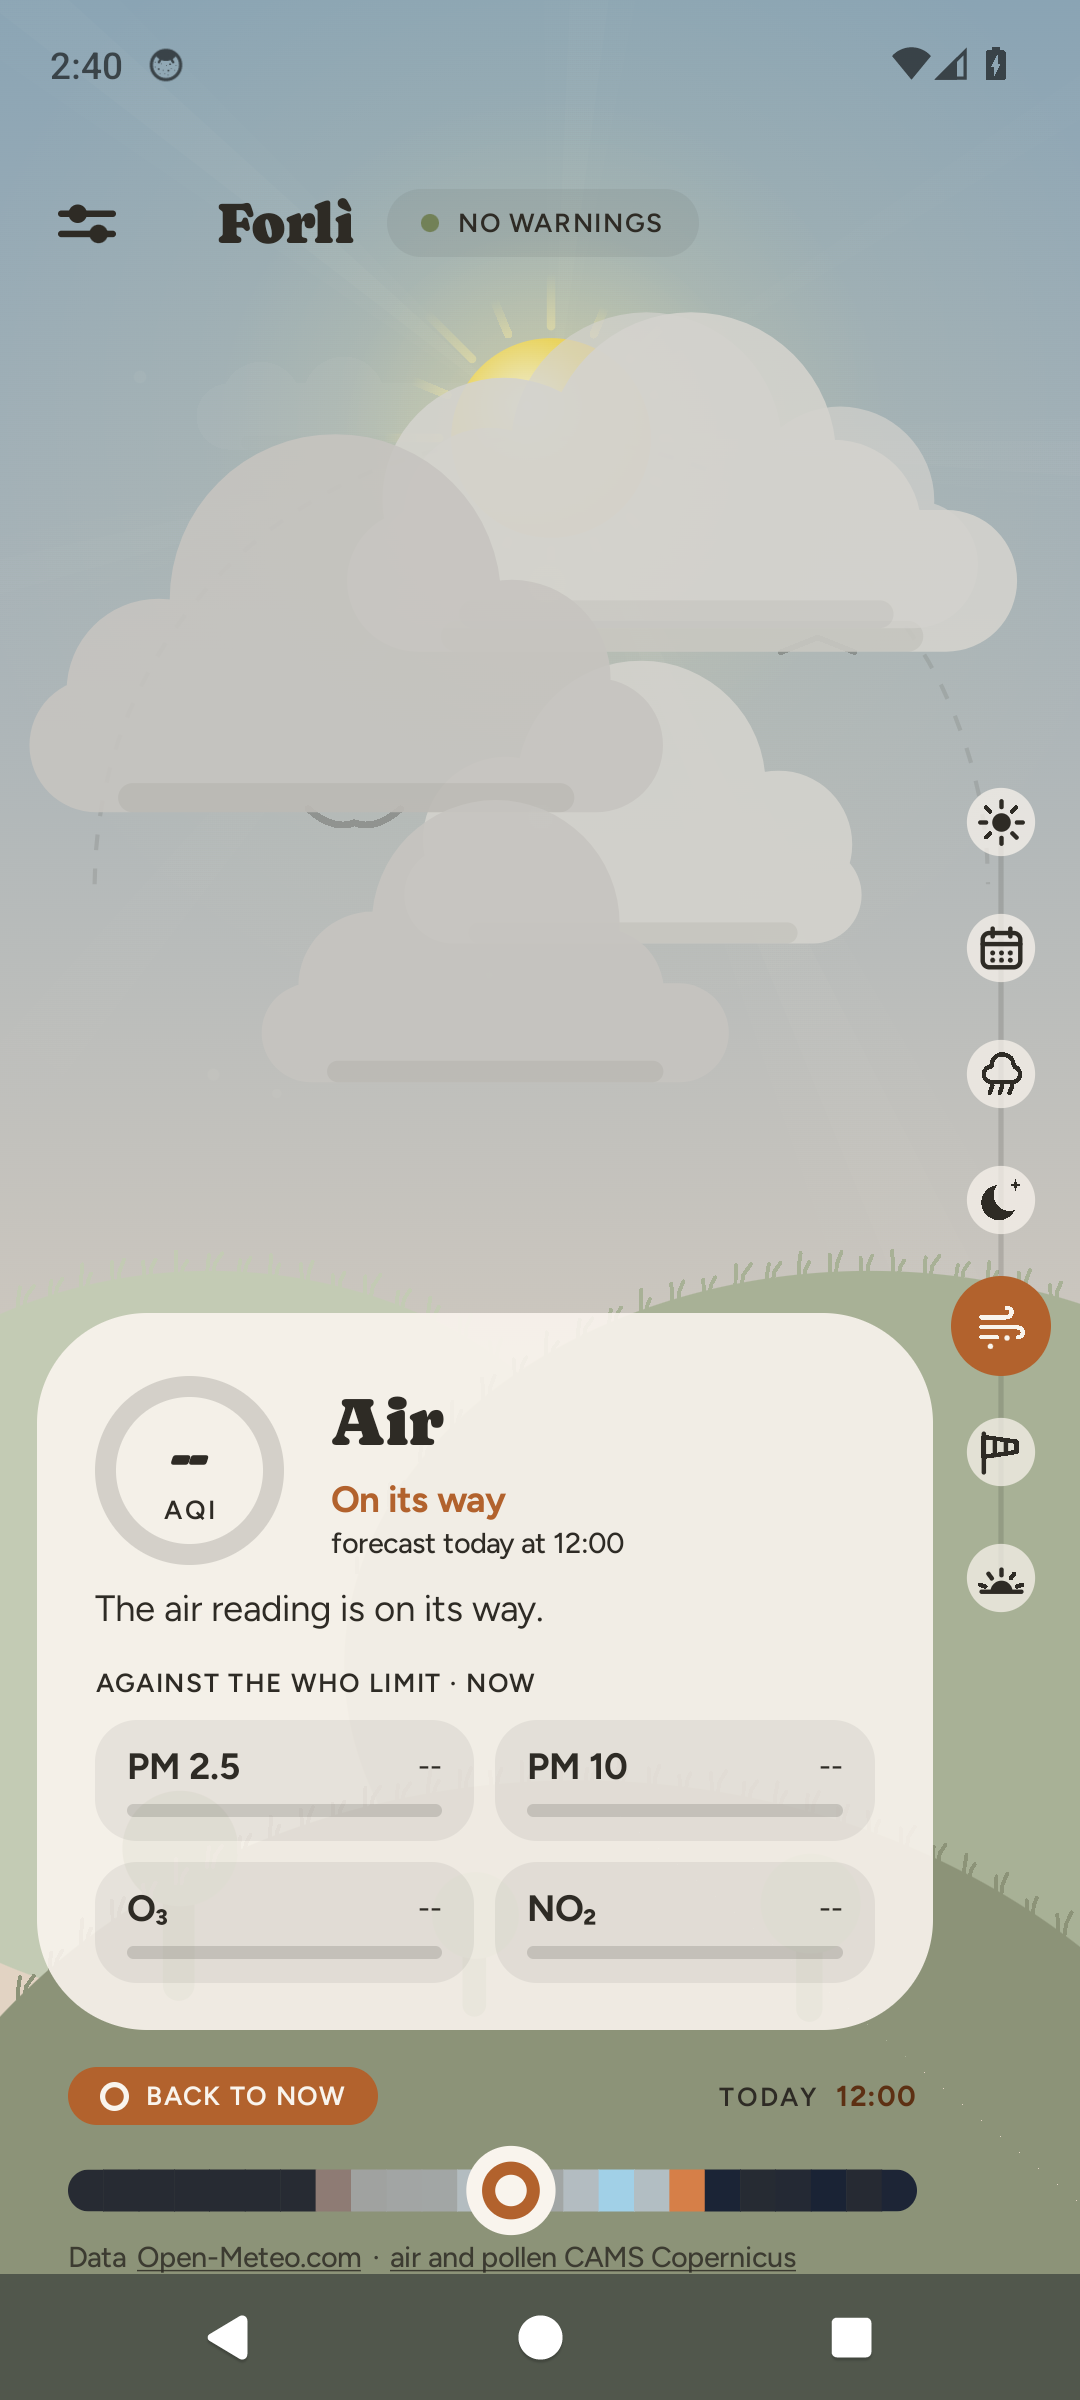 2:40
Forlì
NO WARNINGS
--
AQI
Air
On its way
forecast today at 12:00
The air reading is on its way.
AGAINST THE WHO LIMIT · NOW
PM 2.5 --
PM 10 --
O₃ --
NO₂ --
BACK TO NOW
TODAY 12:00
Data Open-Meteo.com · air and pollen CAMS Copernicus